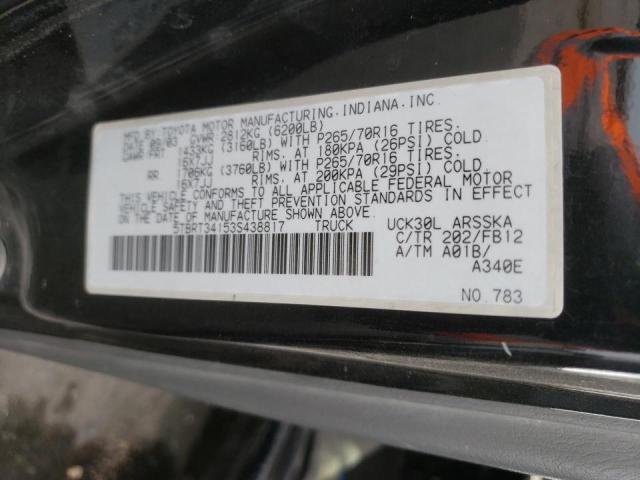 MFD. BY TOYOTA MOTOR MANUFACTURING, INDIANA, INC.
DATE 09/03 GVWR 2812KG (6200LB)
GAWR/FR 1433KG (3160LB) WITH P265/70R16 TIRES,
16X7JJ RIMS, AT 180KPA (26PSI) COLD
RR 1706KG (3760LB) WITH P265/70R16 TIRES,
16X7JJ RIMS, AT 200KPA (29PSI) COLD
THIS VEHICLE CONFORMS TO ALL APPLICABLE FEDERAL MOTOR
VEHICLE SAFETY AND THEFT PREVENTION STANDARDS IN EFFECT
ON THE DATE OF MANUFACTURE SHOWN ABOVE.
5TBRT34153S438817 TRUCK
UCK30L ARSSKA
C/TR 202/FB12
A/TM A01B/
A340E
NO. 783